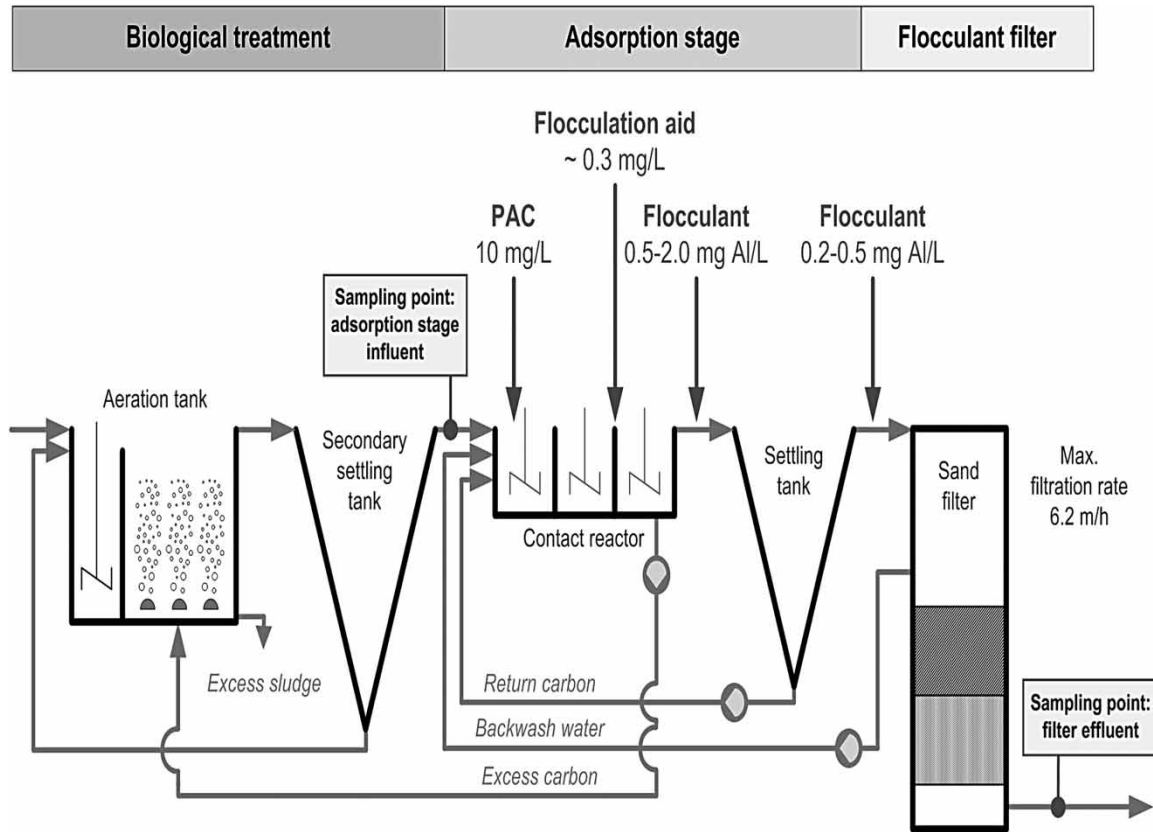 Biological treatment
Adsorption stage
Flocculant filter
Flocculation aid
~ 0.3 mg/L
PAC
10 mg/L
Flocculant
0.5-2.0 mg Al/L
Flocculant
0.2-0.5 mg Al/L
Sampling point:
adsorption stage
influent
Aeration tank
Secondary
settling
tank
Contact reactor
Settling
tank
Sand
filter
Max.
filtration rate
6.2 m/h
Excess sludge
Return carbon
Backwash water
Excess carbon
Sampling point:
filter effluent